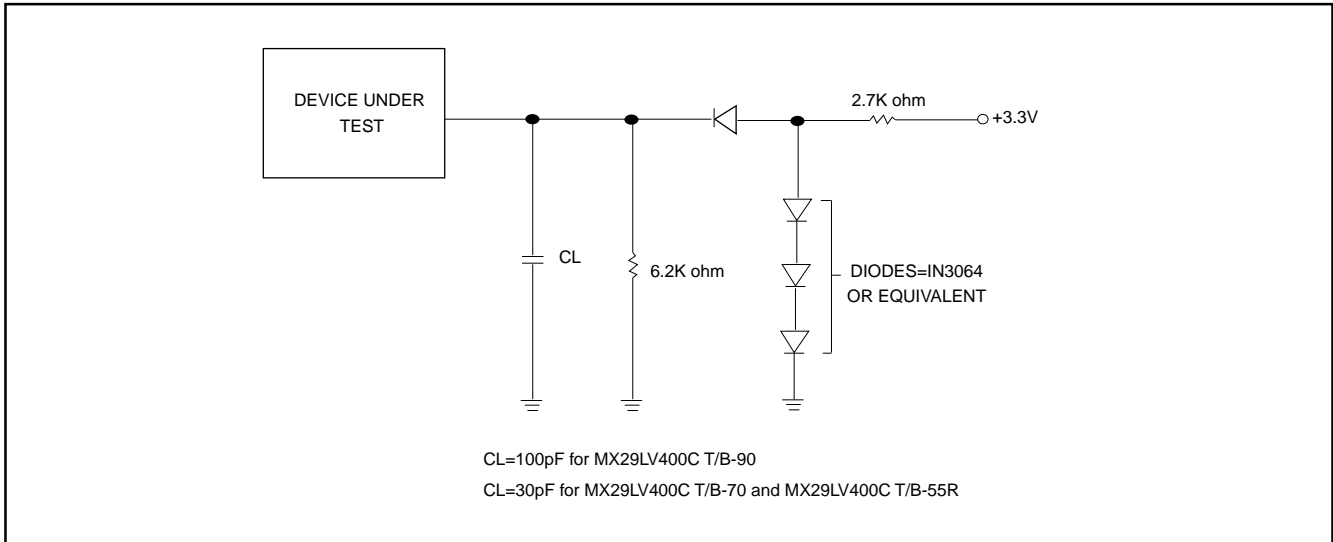 DEVICE UNDER
TEST
2.7K ohm
+3.3V
CL
6.2K ohm
DIODES=IN3064
OR EQUIVALENT
CL=100pF for MX29LV400C T/B-90
CL=30pF for MX29LV400C T/B-70 and MX29LV400C T/B-55R